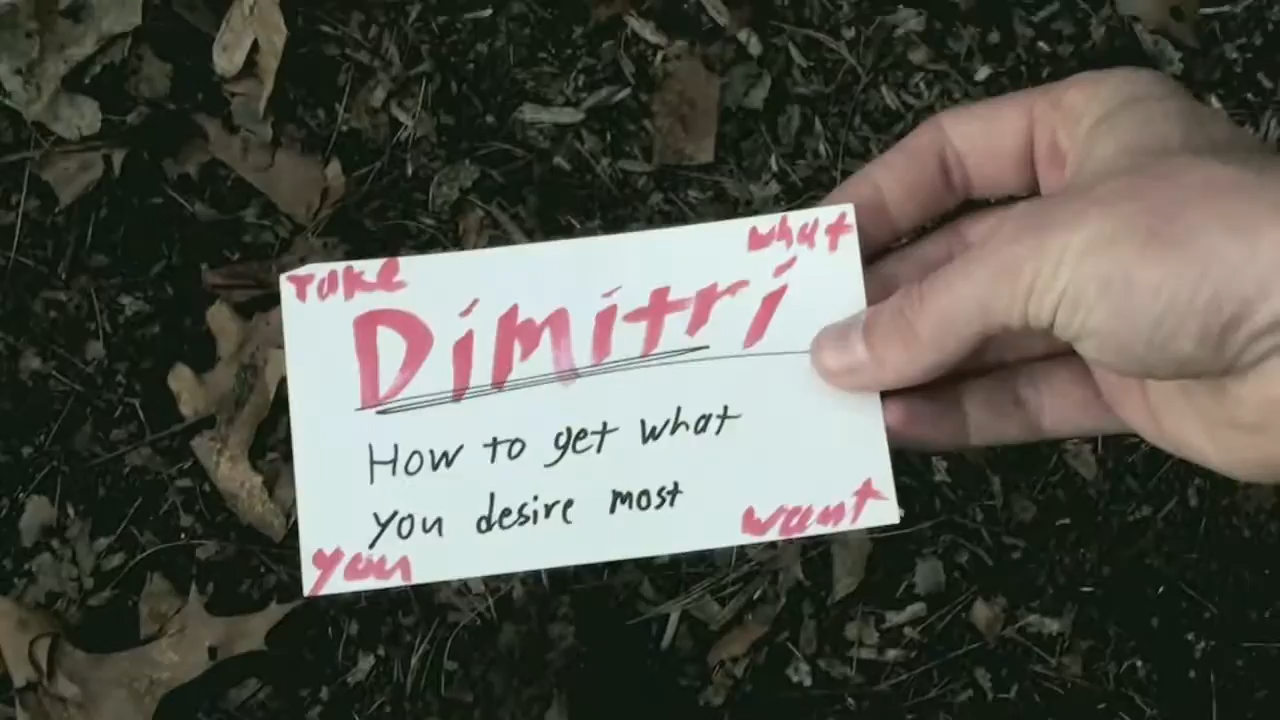 Take what
Dimitri
How to get what
you desire most
you want